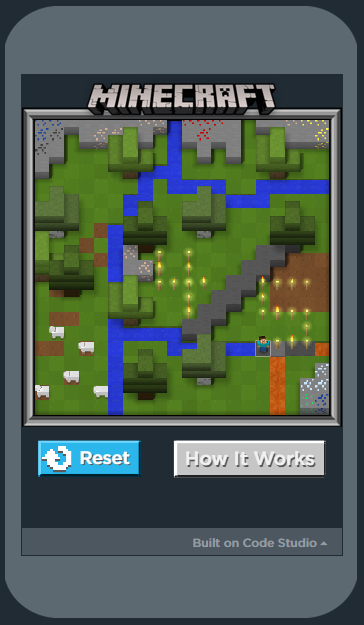 MINECRAFT
Reset
How It Works
Built on Code Studio